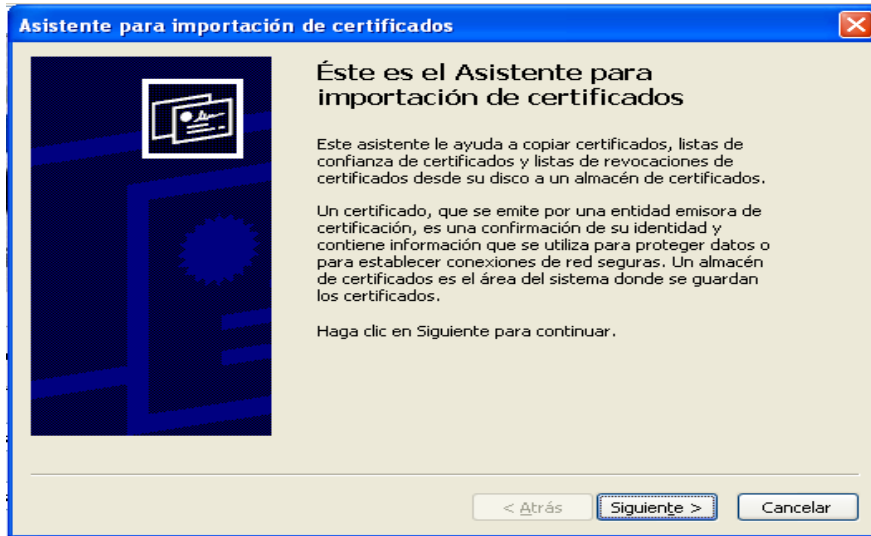 Asistente para importación de certificados
Éste es el Asistente para
importación de certificados
Este asistente le ayuda a copiar certificados, listas de
confianza de certificados y listas de revocaciones de
certificados desde su disco a un almacén de certificados.
Un certificado, que se emite por una entidad emisora de
certificación, es una confirmación de su identidad y
contiene información que se utiliza para proteger datos o
para establecer conexiones de red seguras. Un almacén
de certificados es el área del sistema donde se guardan
los certificados.
Haga clic en Siguiente para continuar.
< Atrás Siguiente > Cancelar